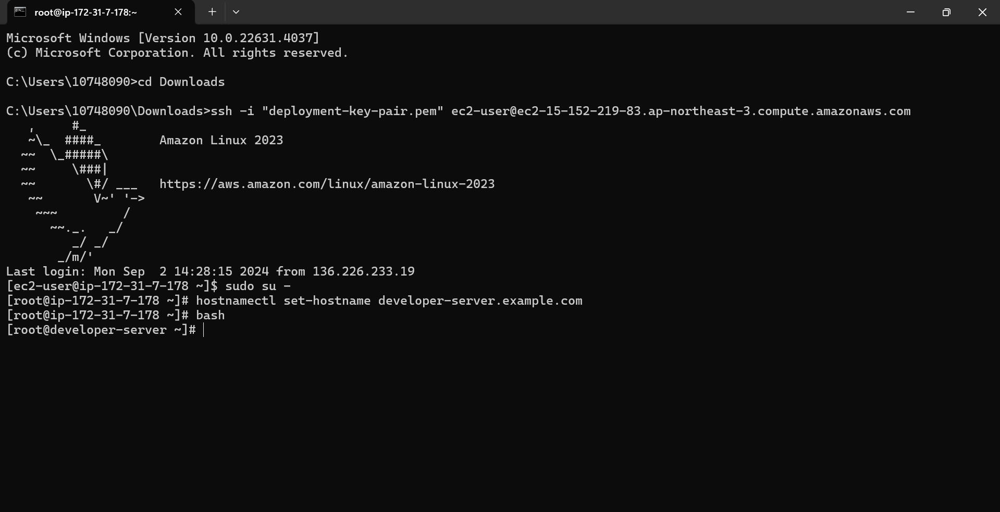 root@ip-172-31-7-178:~
Microsoft Windows [Version 10.0.22631.4037]
(c) Microsoft Corporation. All rights reserved.
C:\Users\10748090>cd Downloads
C:\Users\10748090\Downloads>ssh -i "deployment-key-pair.pem" ec2-user@ec2-15-152-219-83.ap-northeast-3.compute.amazonaws.com
   ,     #_
   ~\_  ####_        Amazon Linux 2023
  ~~  \_#####\
  ~~     \###|
  ~~       \#/ ___   https://aws.amazon.com/linux/amazon-linux-2023
   ~~       V~' '->
    ~~~         /
      ~~._.   _/
         _/ _/
       _/m/'
Last login: Mon Sep  2 14:28:15 2024 from 136.226.233.19
[ec2-user@ip-172-31-7-178 ~]$ sudo su -
[root@ip-172-31-7-178 ~]# hostnamectl set-hostname developer-server.example.com
[root@ip-172-31-7-178 ~]# bash
[root@developer-server ~]#